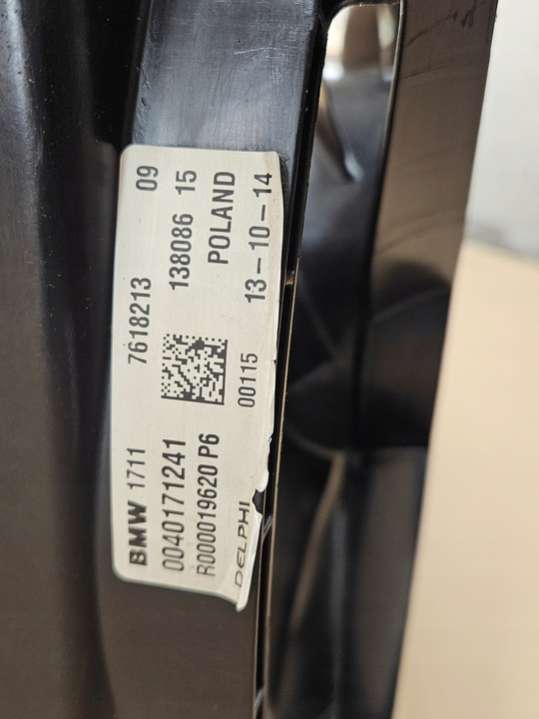 BMW 1711 7618213 09
0040171241 138086 15
R000019620 P6 POLAND
DELPHI 00115 13-10-14